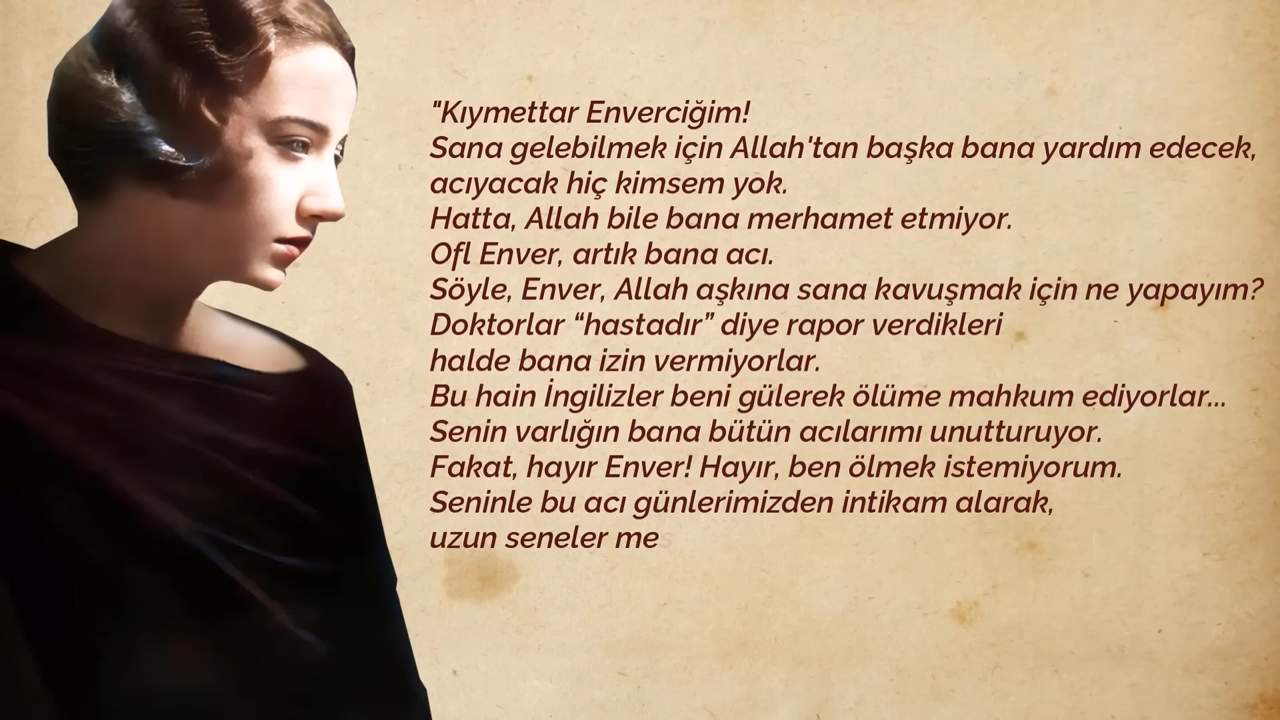 "Kıymettar Enverciğim!
Sana gelebilmek için Allah'tan başka bana yardım edecek,
acıyacak hiç kimsem yok.
Hatta, Allah bile bana merhamet etmiyor.
Ofl Enver, artık bana acı.
Söyle, Enver, Allah aşkına sana kavuşmak için ne yapayım?
Doktorlar “hastadır” diye rapor verdikleri
halde bana izin vermiyorlar.
Bu hain İngilizler beni gülerek ölüme mahkum ediyorlar...
Senin varlığın bana bütün acılarımı unutturuyor.
Fakat, hayır Enver! Hayır, ben ölmek istemiyorum.
Seninle bu acı günlerimizden intikam alarak,
uzun seneler mes